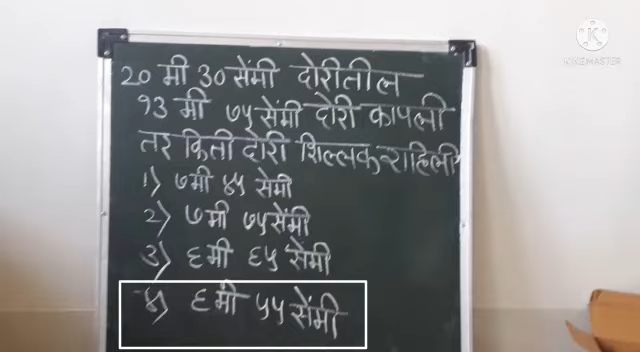 KINEMASTER
२० मी ३० सेंमी दोरीतील
१३ मी ७५ सेंमी दोरी कापली
तर किती दोरी शिल्लक राहिली
१) ७मी ४५ सेमी
२) ७मी ७५सेंमी
३) ६मी ६५ सेंमी
४) ६मी ५५ सेंमी